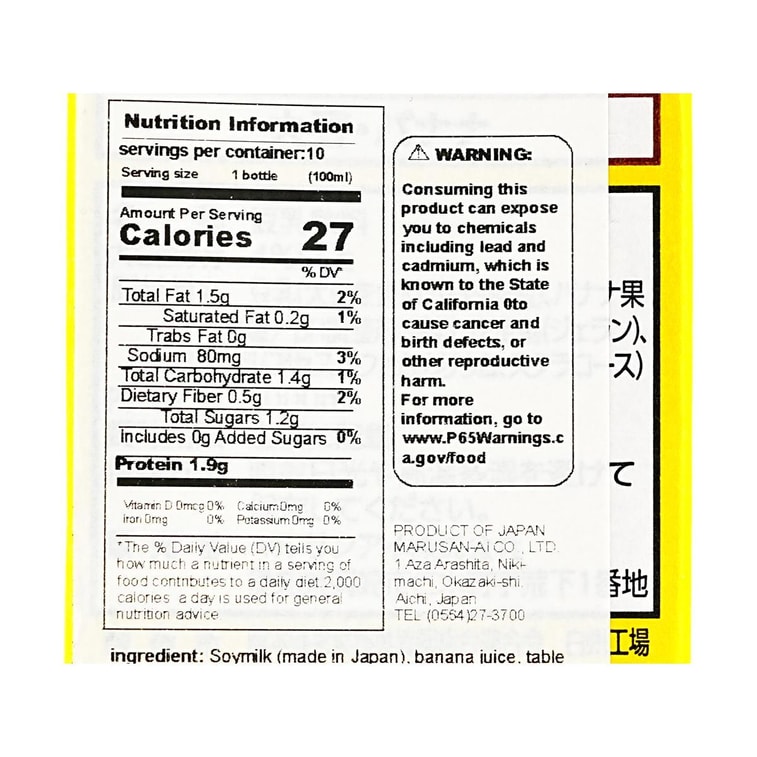 Nutrition Information
servings per container:10
Serving size 1 bottle (100ml)
Amount Per Serving
Calories 27
% DV*
Total Fat 1.5g 2%
Saturated Fat 0.2g 1%
Trabs Fat 0g
Sodium 80mg 3%
Total Carbohydrate 1.4g 1%
Dietary Fiber 0.5g 2%
Total Sugars 1.2g
includes 0g Added Sugars 0%
Protein 1.9g
Vitamin D 0mcg 0% Calcium 0mg 0%
Iron 0mg 0% Potassium 0mg 0%
*The % Daily Value (DV) tells you
how much a nutrient in a serving of
food contributes to a daily diet.2,000
calories a day is used for general
nutrition advice
ingredient: Soymilk (made in Japan), banana juice, table
⚠ WARNING:
Consuming this
product can expose
you to chemicals
including lead and
cadmium, which is
known to the State
of California 0to
cause cancer and
birth defects, or
other reproductive
harm.
For more
information, go to
www.P65Warnings.c
a.gov/food
PRODUCT OF JAPAN
MARUSAN-AI CO., LTD.
1 Aza Arashita, Niki-
machi, Okazaki-shi,
Aichi, Japan
TEL (0564)27-3700
ナ果
ン)、
ース)
て
番地
工場